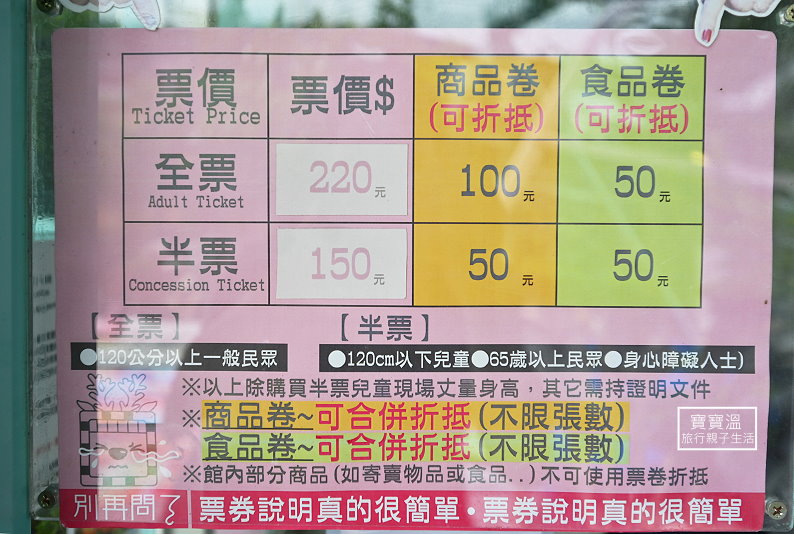 票價 票價$ 商品卷 食品卷
Ticket Price (可折抵) (可折抵)
全票 220元 100元 50元
Adult Ticket
半票 150元 50元 50元
Concession Ticket
【全票】 【半票】
●120公分以上一般民眾 ●120cm以下兒童●65歲以上民眾●身心障礙人士)
※以上除購買半票兒童現場丈量身高，其它需持證明文件
※商品卷~可合併折抵(不限張數)
食品卷~可合併折抵(不限張數)
※館內部分商品(如寄賣物品或食品..)不可使用票卷折抵
別再問了 票券說明真的很簡單・票券說明真的很簡單
寶寶溫
旅行親子生活